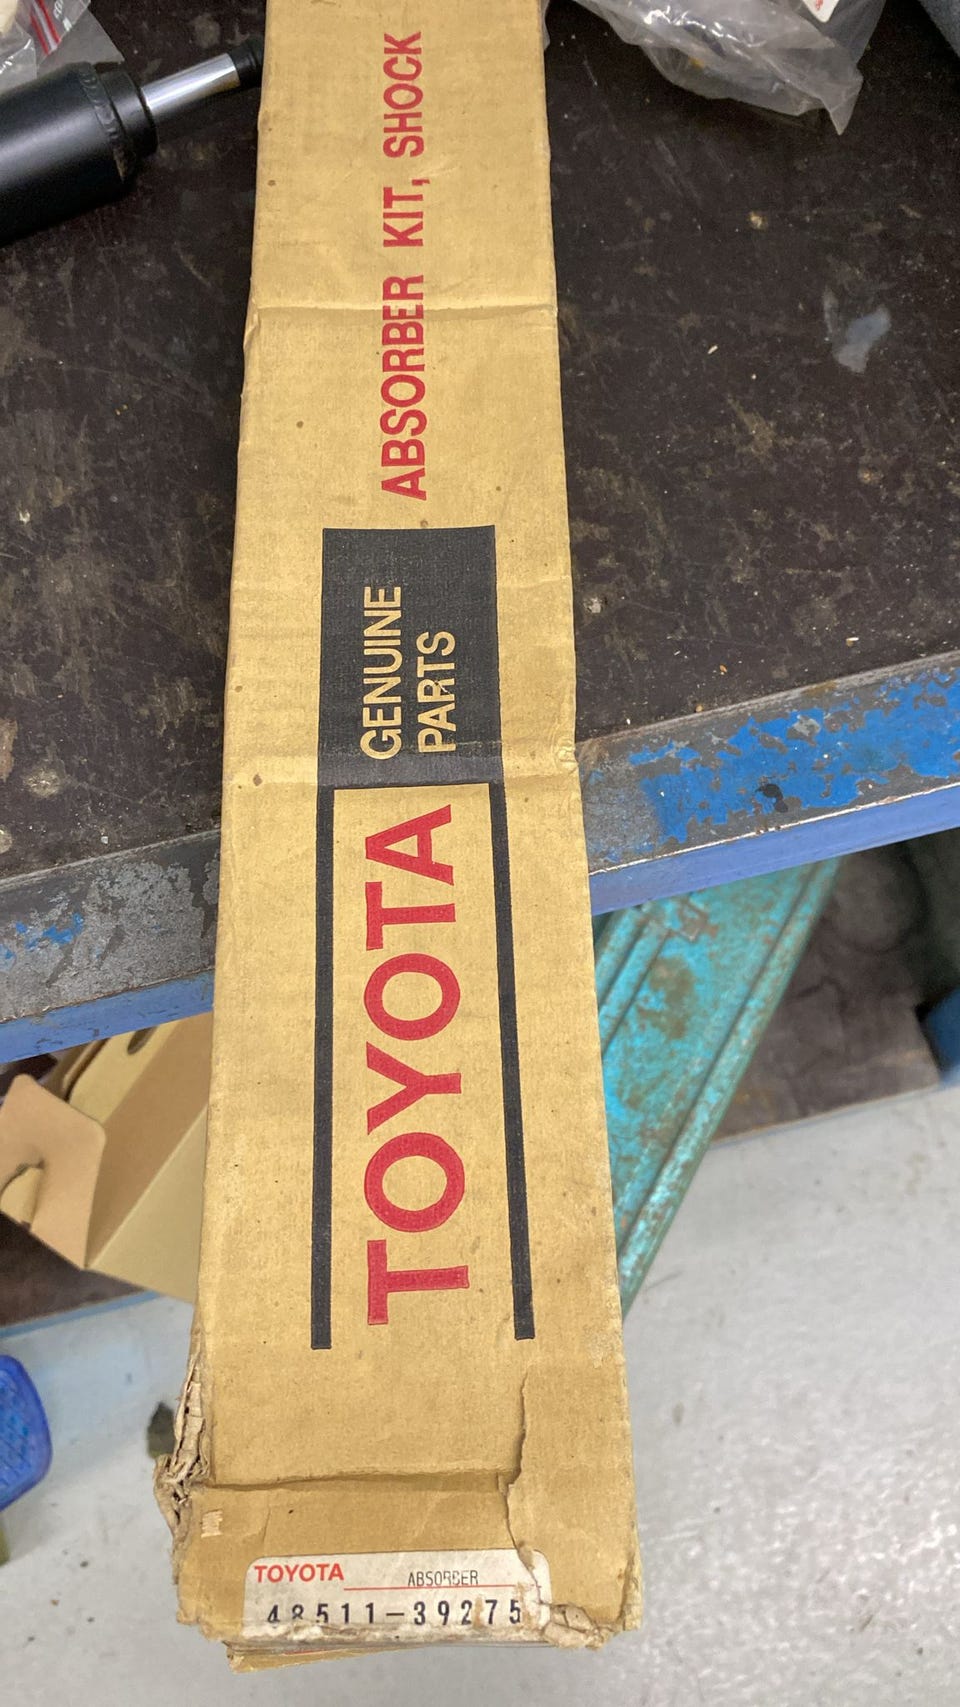 TOYOTA
GENUINE
PARTS
ABSORBER KIT, SHOCK
TOYOTA
ABSORBER
48511-39275